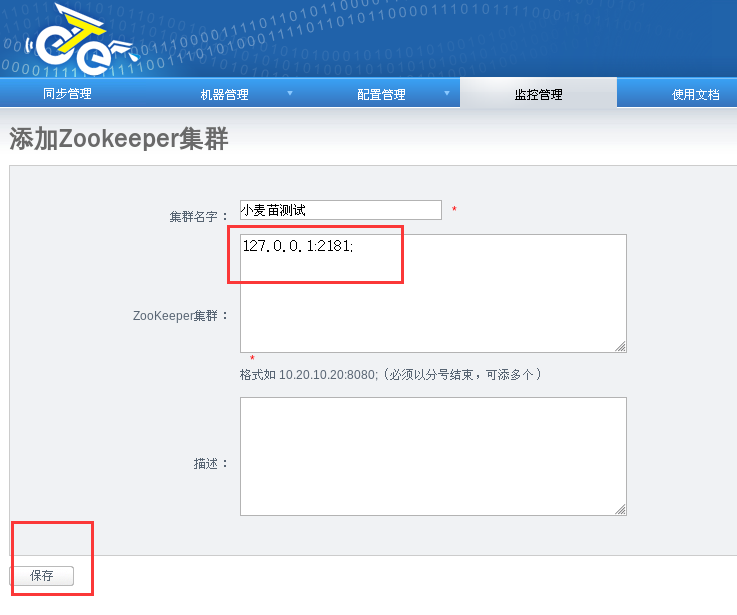 同步管理 机器管理 配置管理 监控管理 使用文档
添加Zookeeper集群
集群名字： 小麦苗测试 *
ZooKeeper集群： 127.0.0.1:2181;
*
格式如 10.20.10.20:8080;（必须以分号结束，可添多个）
描述：
保存